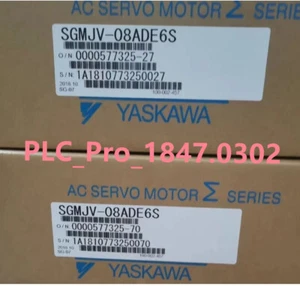 AC SERVO MOTOR Σ SERIES
SGMJV-08ADE6S
O/N 0000577325-27
S/N 1A1810773250027
YASKAWA
PLC_Pro_1847.0302
AC SERVO MOTOR Σ SERIES
SGMJV-08ADE6S
O/N 0000577325-70
S/N 1A1810773250070
YASKAWA